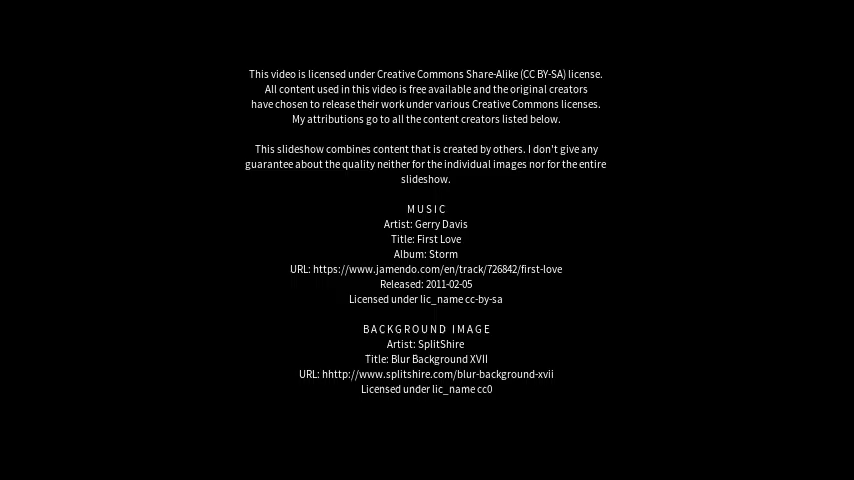 This video is licensed under Creative Commons Share-Alike (CC BY-SA) license.
All content used in this video is free available and the original creators
have chosen to release their work under various Creative Commons licenses.
My attributions go to all the content creators listed below.
This slideshow combines content that is created by others. I don't give any
guarantee about the quality neither for the individual images nor for the entire
slideshow.
MUSIC
Artist: Gerry Davis
Title: First Love
Album: Storm
URL: https://www.jamendo.com/en/track/726842/first-love
Released: 2011-02-05
Licensed under lic_name cc-by-sa
BACKGROUND IMAGE
Artist: SplitShire
Title: Blur Background XVII
URL: hhttp://www.splitshire.com/blur-background-xvii
Licensed under lic_name cc0